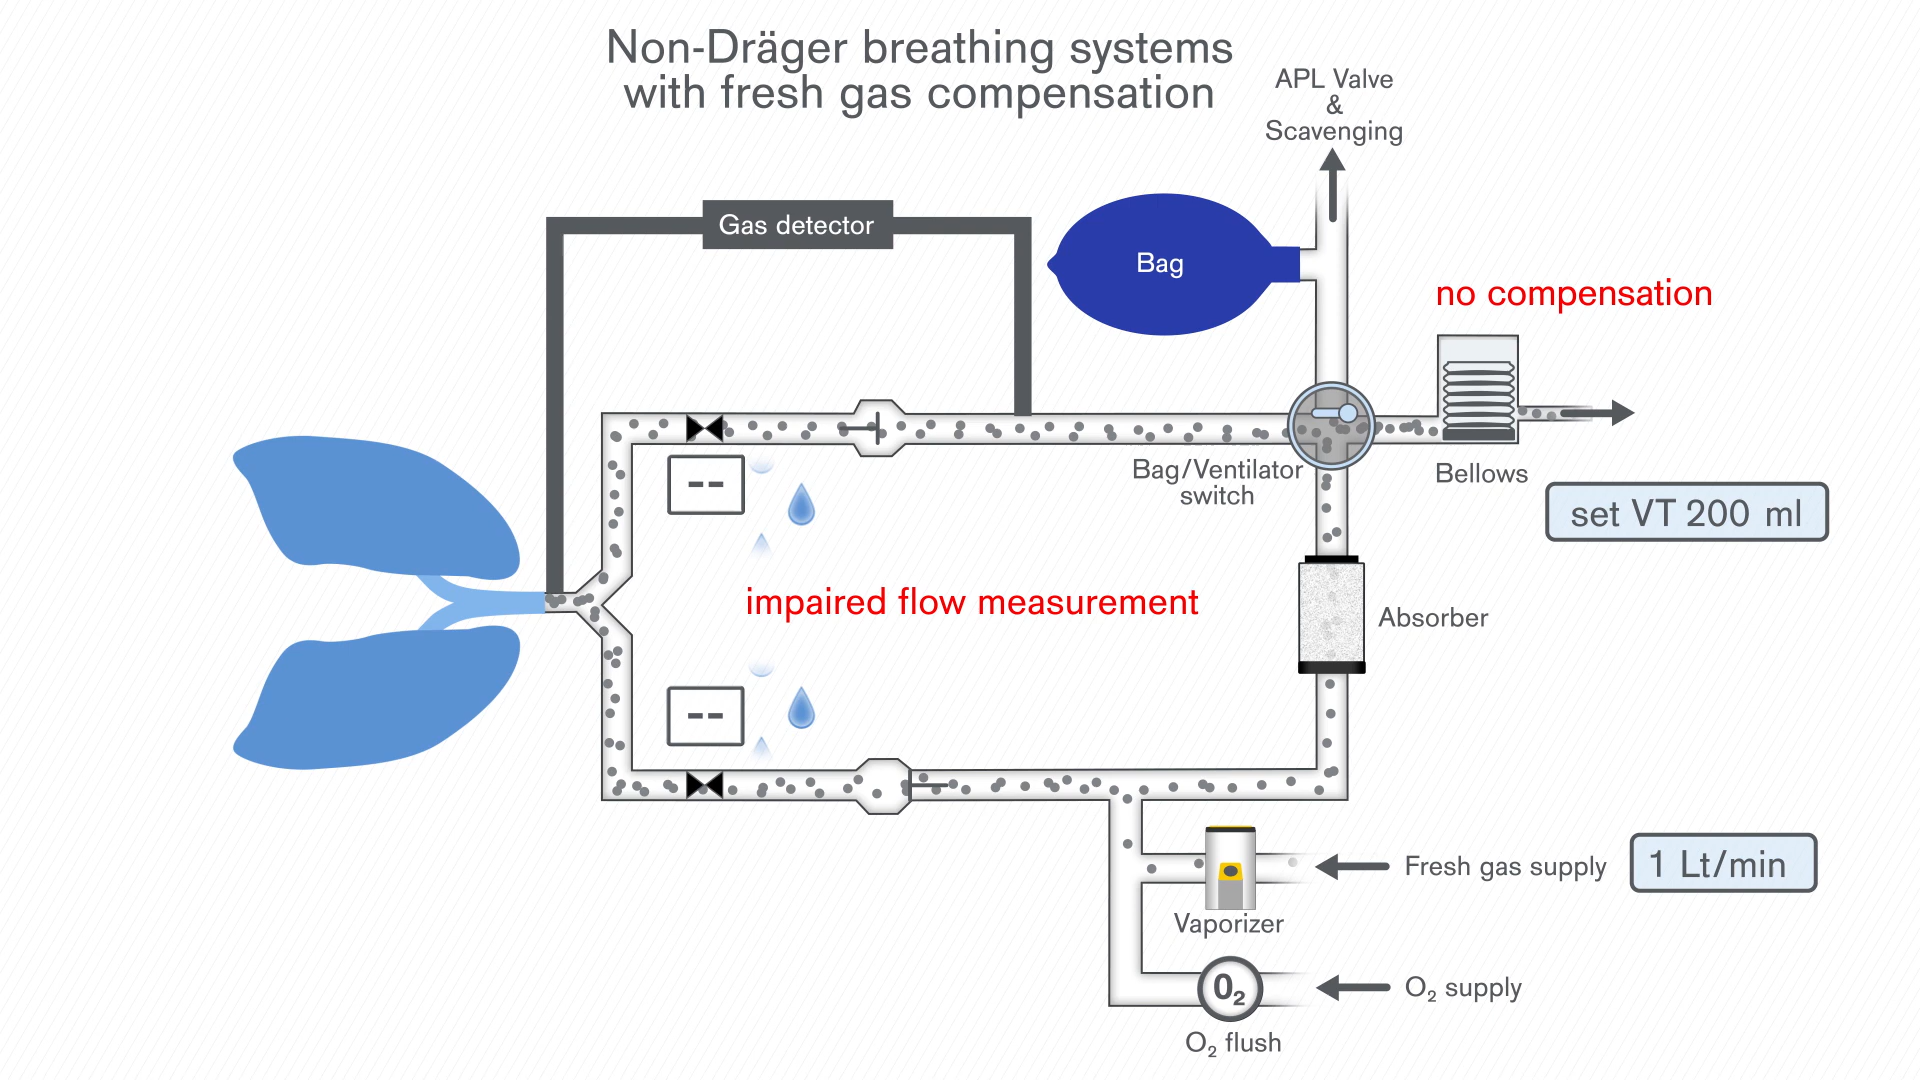 Non-Dräger breathing systems
with fresh gas compensation
APL Valve
&
Scavenging
Gas detector
Bag
no compensation
Bag/Ventilator
switch
Bellows
--
set VT 200 ml
impaired flow measurement
Absorber
--
Fresh gas supply
1 Lt/min
Vaporizer
O₂
O₂ supply
O₂ flush